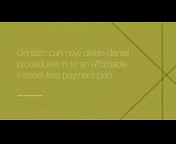 Dentists can now divide dental
procedures in to an affordable
interest free payment plan